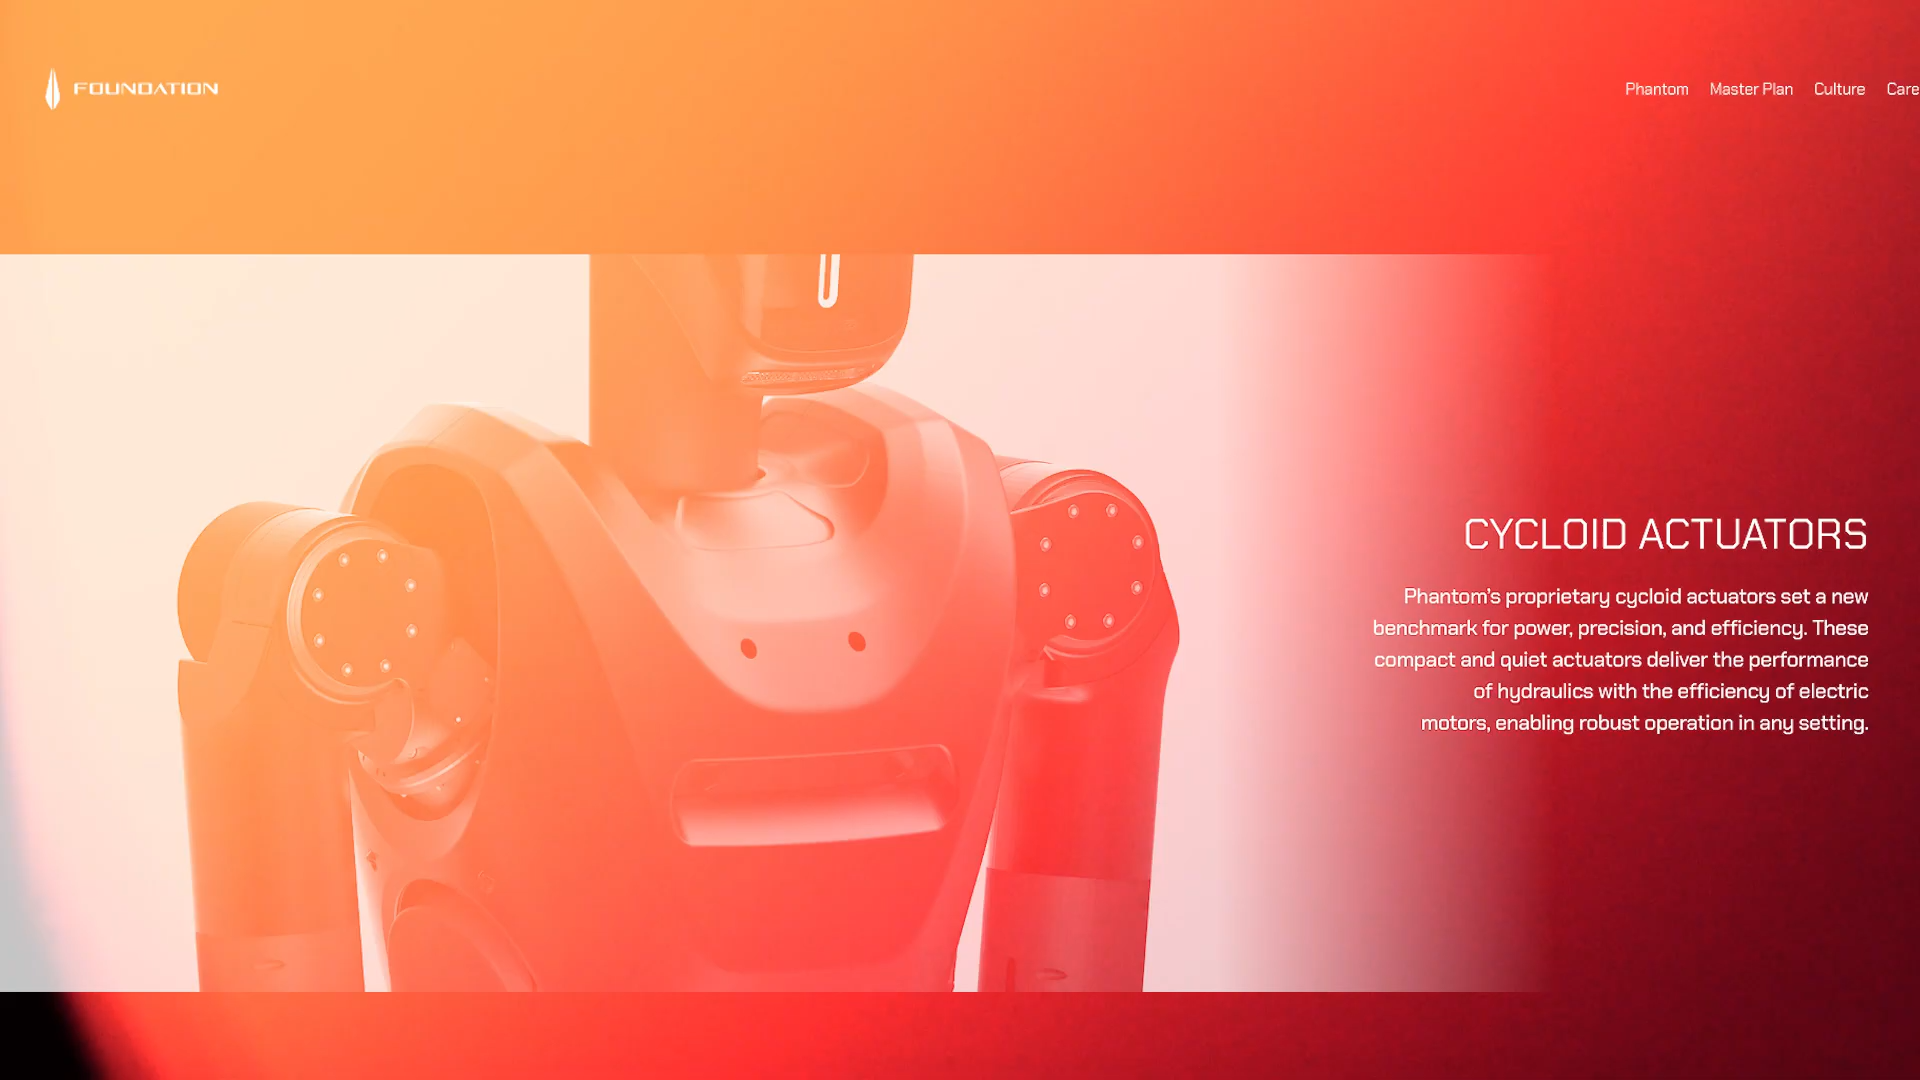 FOUNDATION
Phantom Master Plan Culture Care
CYCLOID ACTUATORS
Phantom's proprietary cycloid actuators set a new
benchmark for power, precision, and efficiency. These
compact and quiet actuators deliver the performance
of hydraulics with the efficiency of electric
motors, enabling robust operation in any setting.